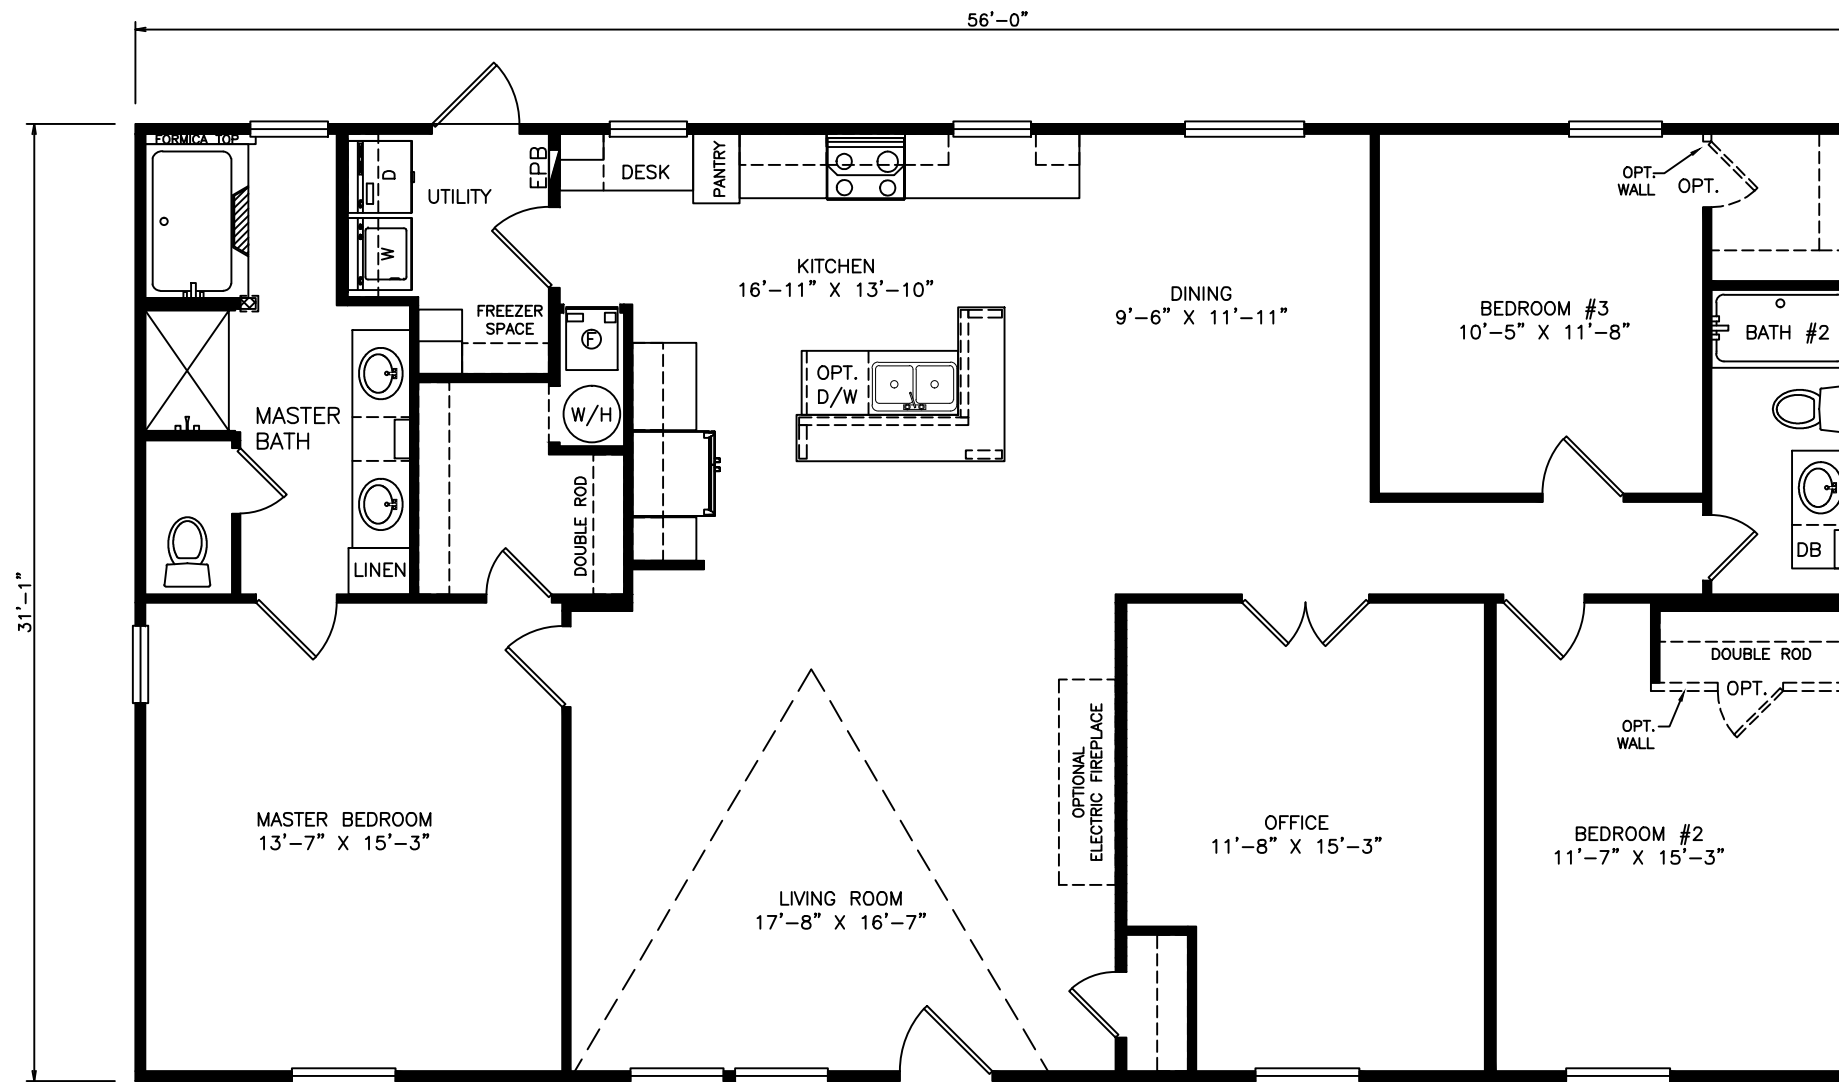 56'-0"
31'-1"
FORMICA TOP
D
W
UTILITY
EPB
DESK
PANTRY
OPT.
WALL
OPT.
KITCHEN
16'-11" X 13'-10"
DINING
9'-6" X 11'-11"
BEDROOM #3
10'-5" X 11'-8"
BATH #2
FREEZER
SPACE
F
W/H
OPT.
D/W
MASTER
BATH
DOUBLE ROD
LINEN
DB
DOUBLE ROD
OPT.
OPT.
WALL
OPTIONAL
ELECTRIC FIREPLACE
MASTER BEDROOM
13'-7" X 15'-3"
LIVING ROOM
17'-8" X 16'-7"
OFFICE
11'-8" X 15'-3"
BEDROOM #2
11'-7" X 15'-3"